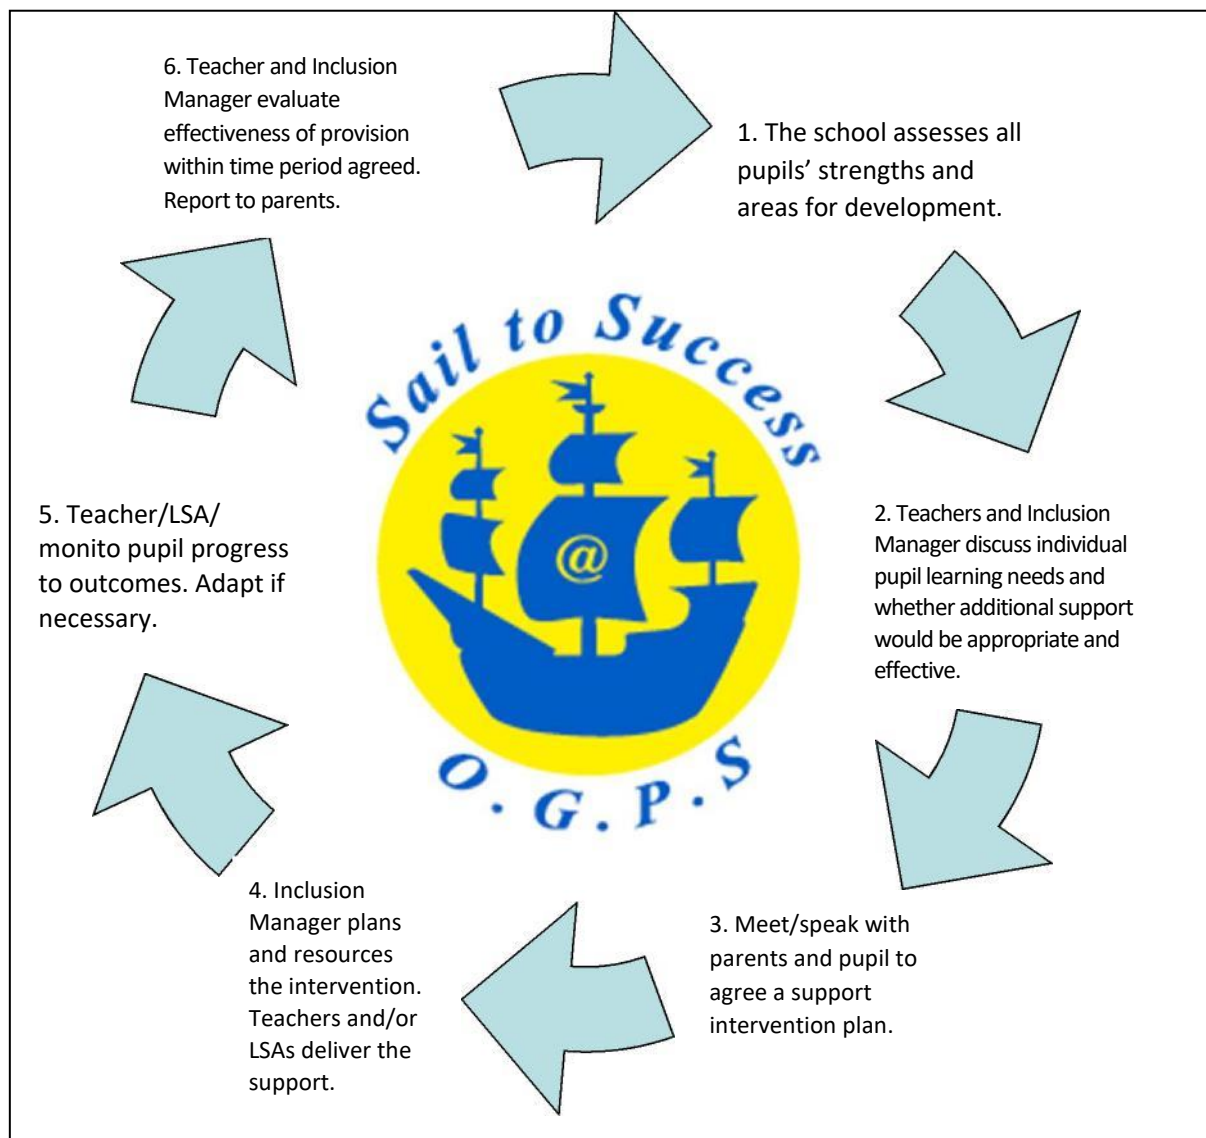 1. The school assesses all
pupils’ strengths and
areas for development.
2. Teachers and Inclusion
Manager discuss individual
pupil learning needs and
whether additional support
would be appropriate and
effective.
3. Meet/speak with
parents and pupil to
agree a support
intervention plan.
4. Inclusion
Manager plans
and resources
the intervention.
Teachers and/or
LSAs deliver the
support.
5. Teacher/LSA/
monito pupil progress
to outcomes. Adapt if
necessary.
6. Teacher and Inclusion
Manager evaluate
effectiveness of provision
within time period agreed.
Report to parents.
Sail to Success
@
O.G.P.S